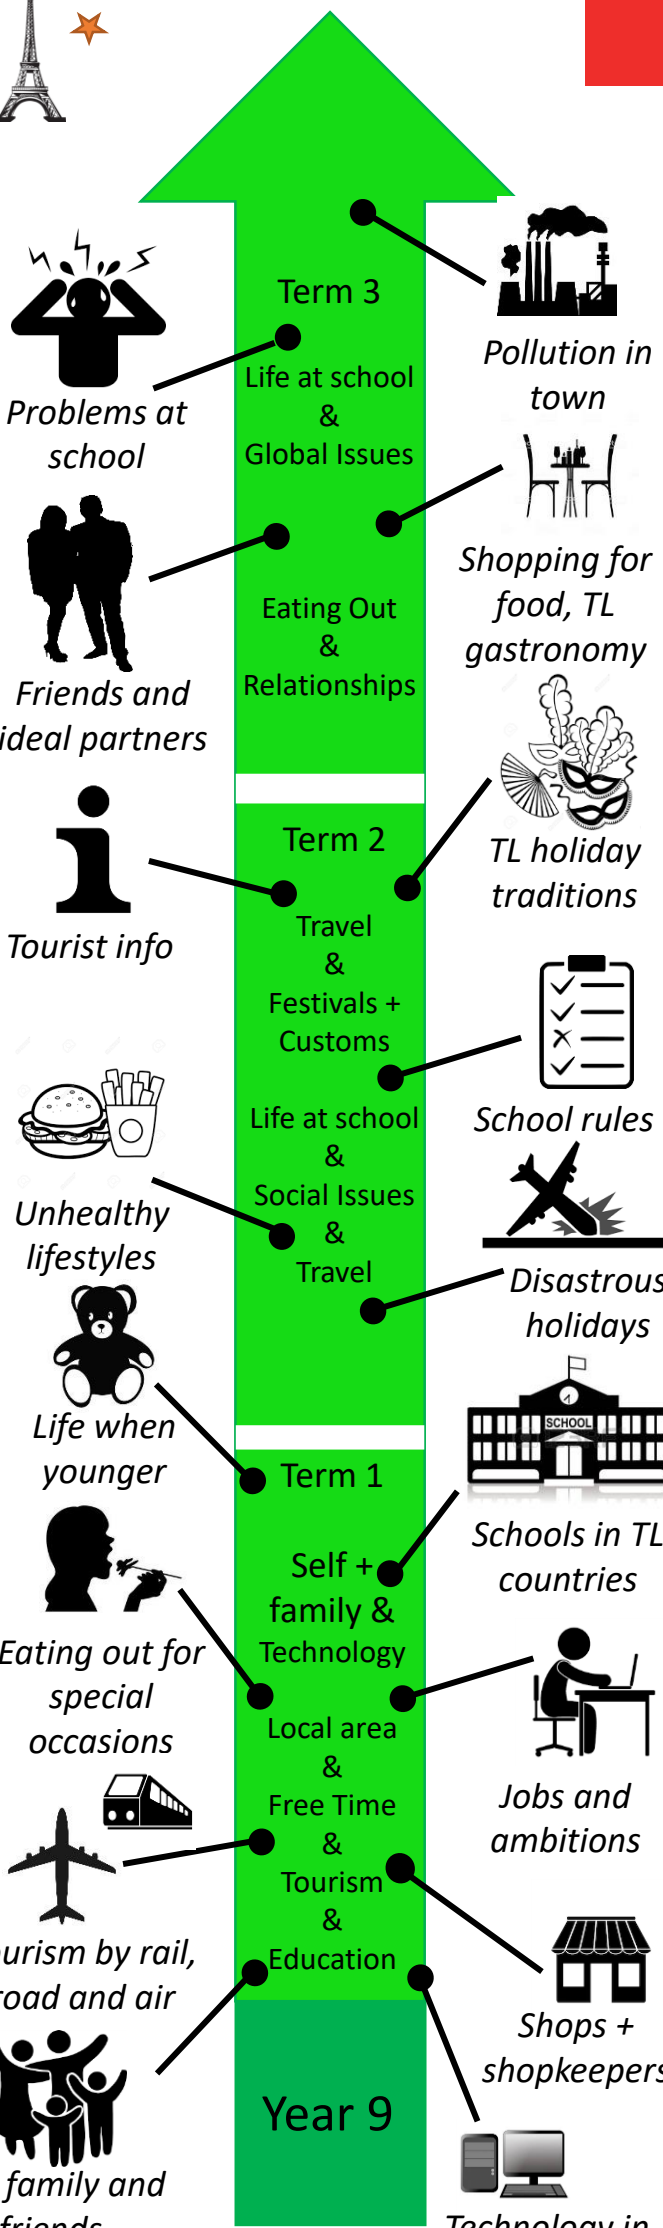 Term 3
Pollution in
town
Life at school
&
Global Issues
Problems at
school
Shopping for
food, TL
gastronomy
Eating Out
&
Relationships
Friends and
ideal partners
Term 2
TL holiday
traditions
Travel
&
Festivals +
Customs
Tourist info
Life at school
&
Social Issues
&
Travel
School rules
Unhealthy
lifestyles
Disastrous
holidays
Life when
younger
Term 1
SCHOOL
Schools in TL
countries
Self +
family &
Technology
Eating out for
special
occasions
Local area
&
Free Time
&
Tourism
&
Education
Jobs and
ambitions
ourism by rail,
road and air
Shops +
shopkeepers
Year 9
family and
friends
Technology in